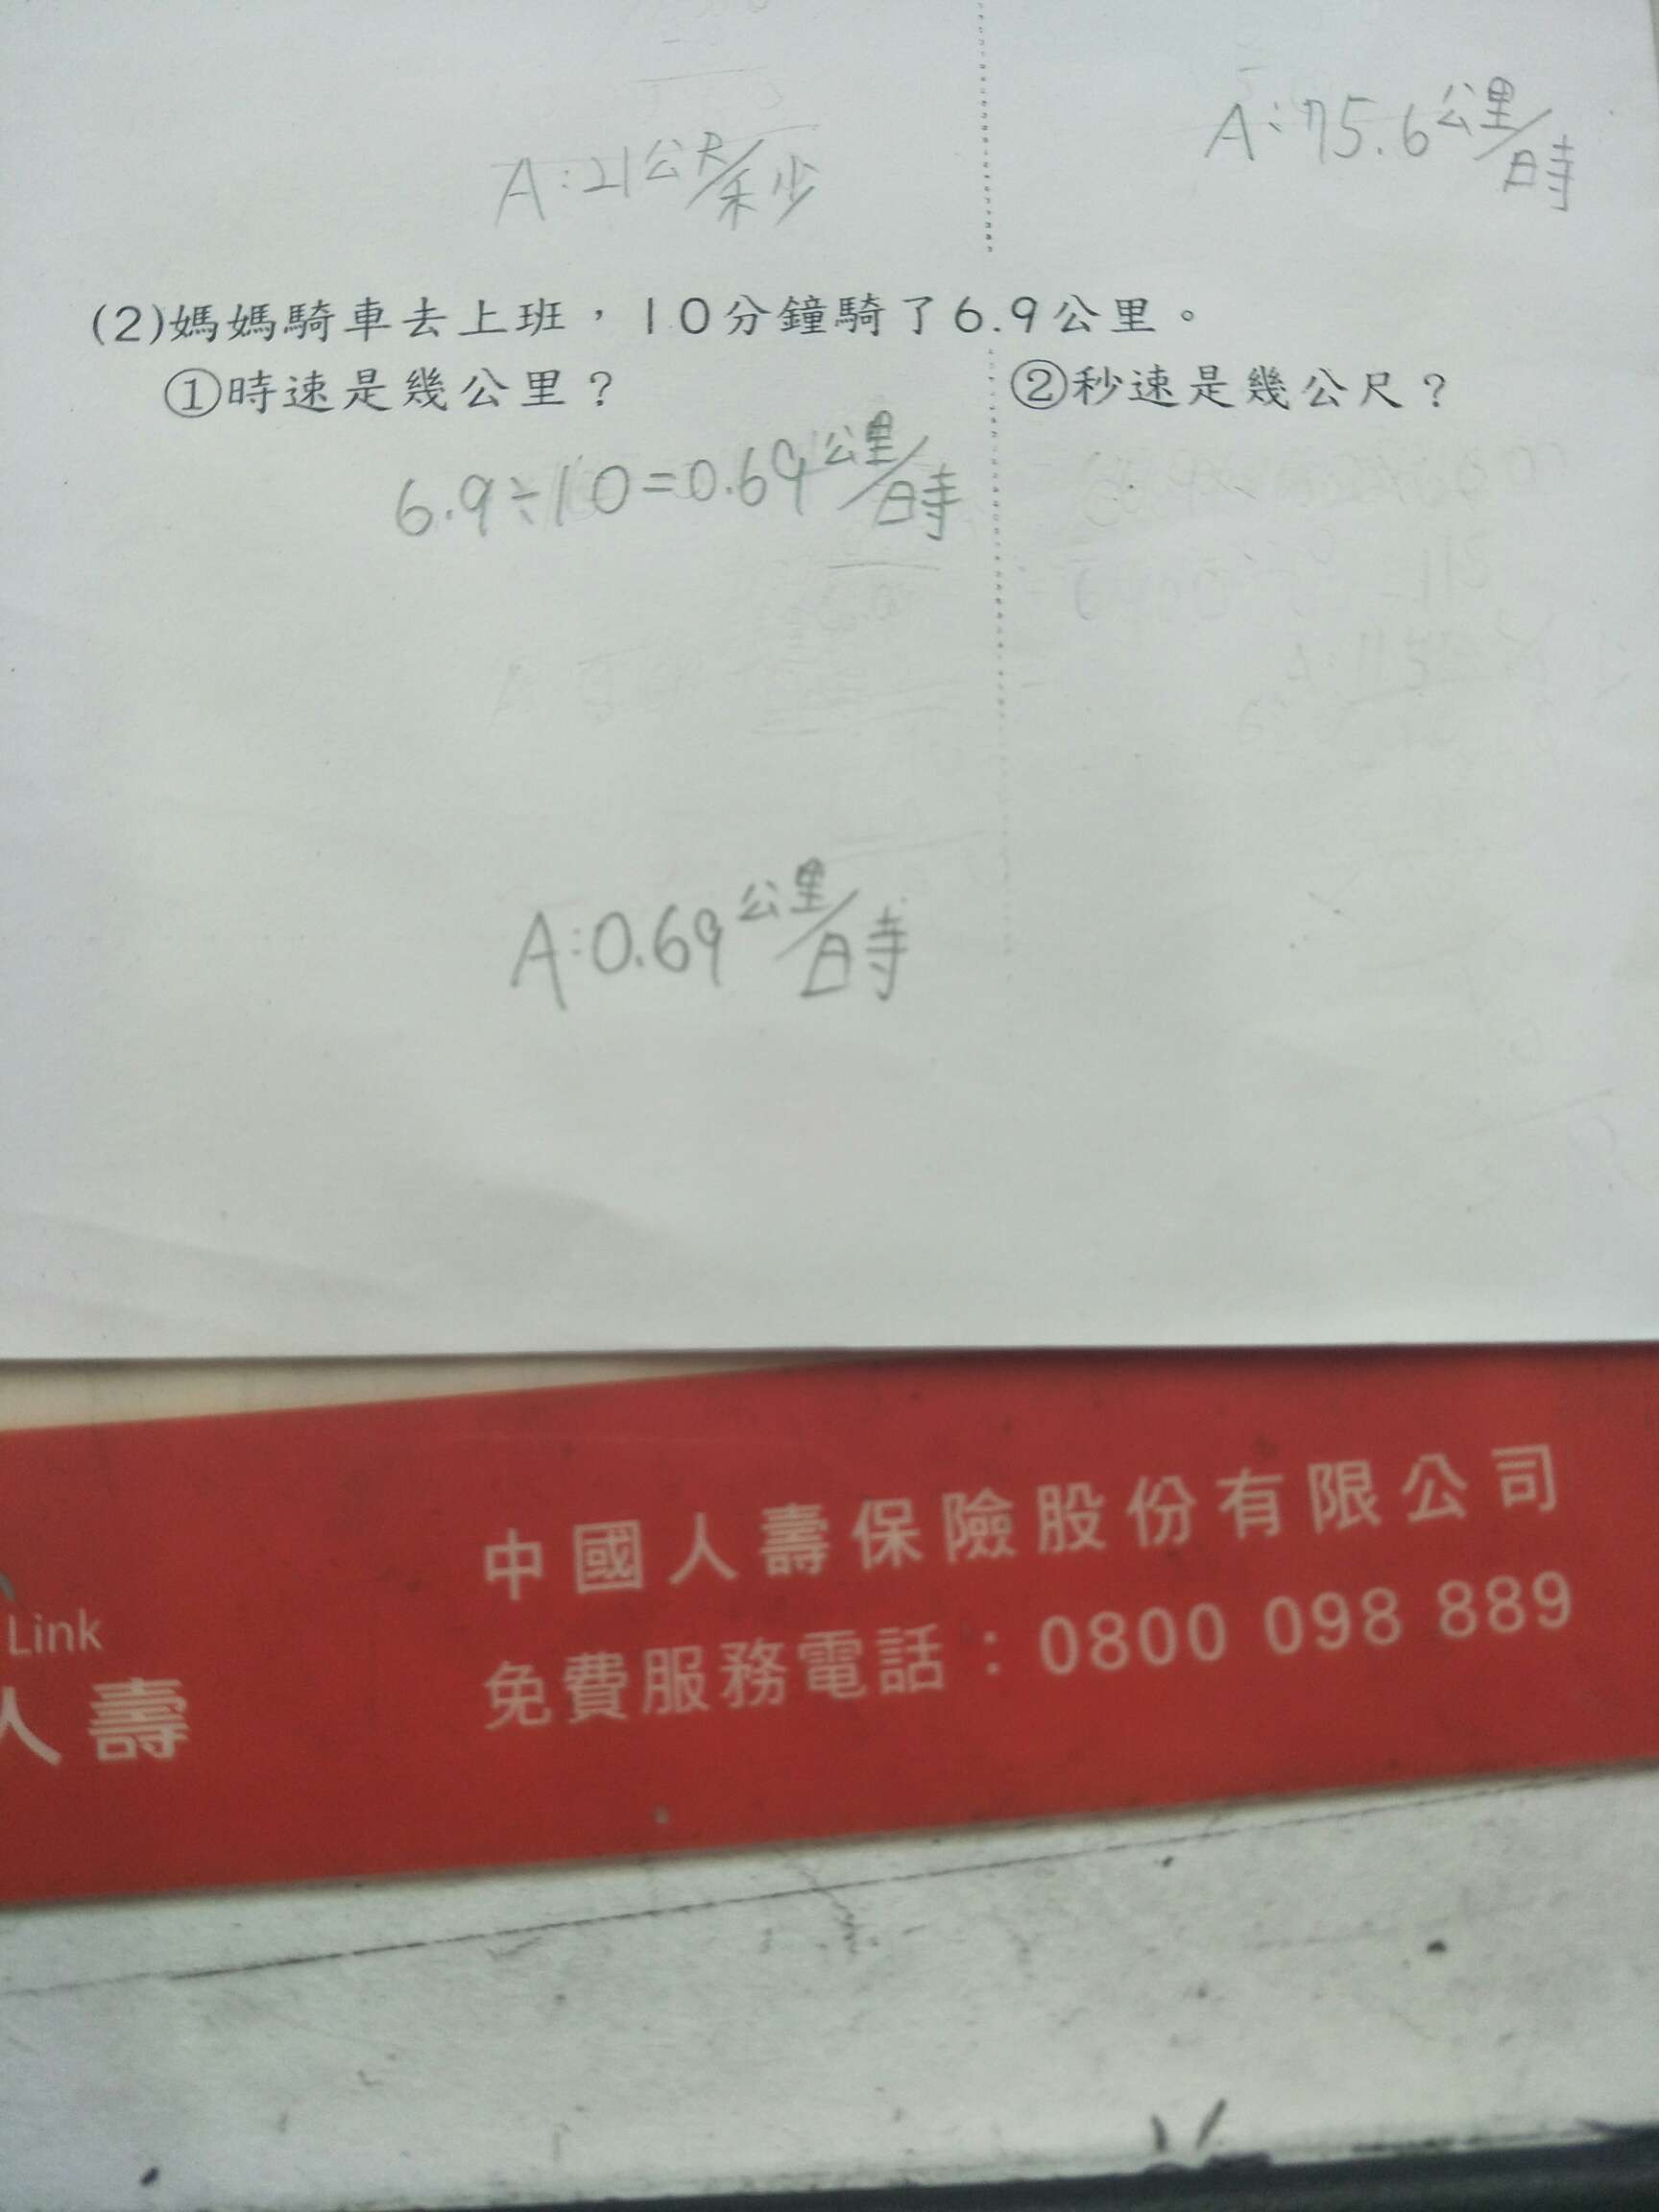 A:21公尺/秒
A:75.6公里/時
(2)媽媽騎車去上班，10分鐘騎了6.9公里。
①時速是幾公里？
6.9÷10=0.69公里/時
A:0.69公里/時
②秒速是幾公尺？
中國人壽保險股份有限公司
免費服務電話：0800 098 889
Link
人壽